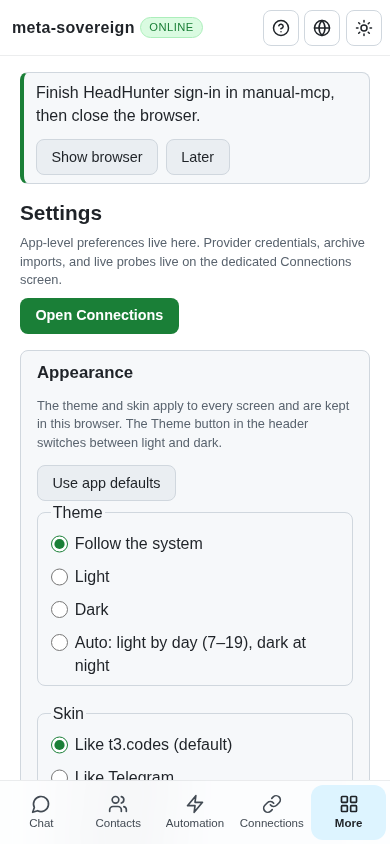 meta-sovereign ONLINE
Finish HeadHunter sign-in in manual-mcp,
then close the browser.
Show browser Later
Settings
App-level preferences live here. Provider credentials, archive
imports, and live probes live on the dedicated Connections
screen.
Open Connections
Appearance
The theme and skin apply to every screen and are kept
in this browser. The Theme button in the header
switches between light and dark.
Use app defaults
Theme
Follow the system
Light
Dark
Auto: light by day (7–19), dark at
night
Skin
Like t3.codes (default)
Like Telegram
Chat Contacts Automation Connections More